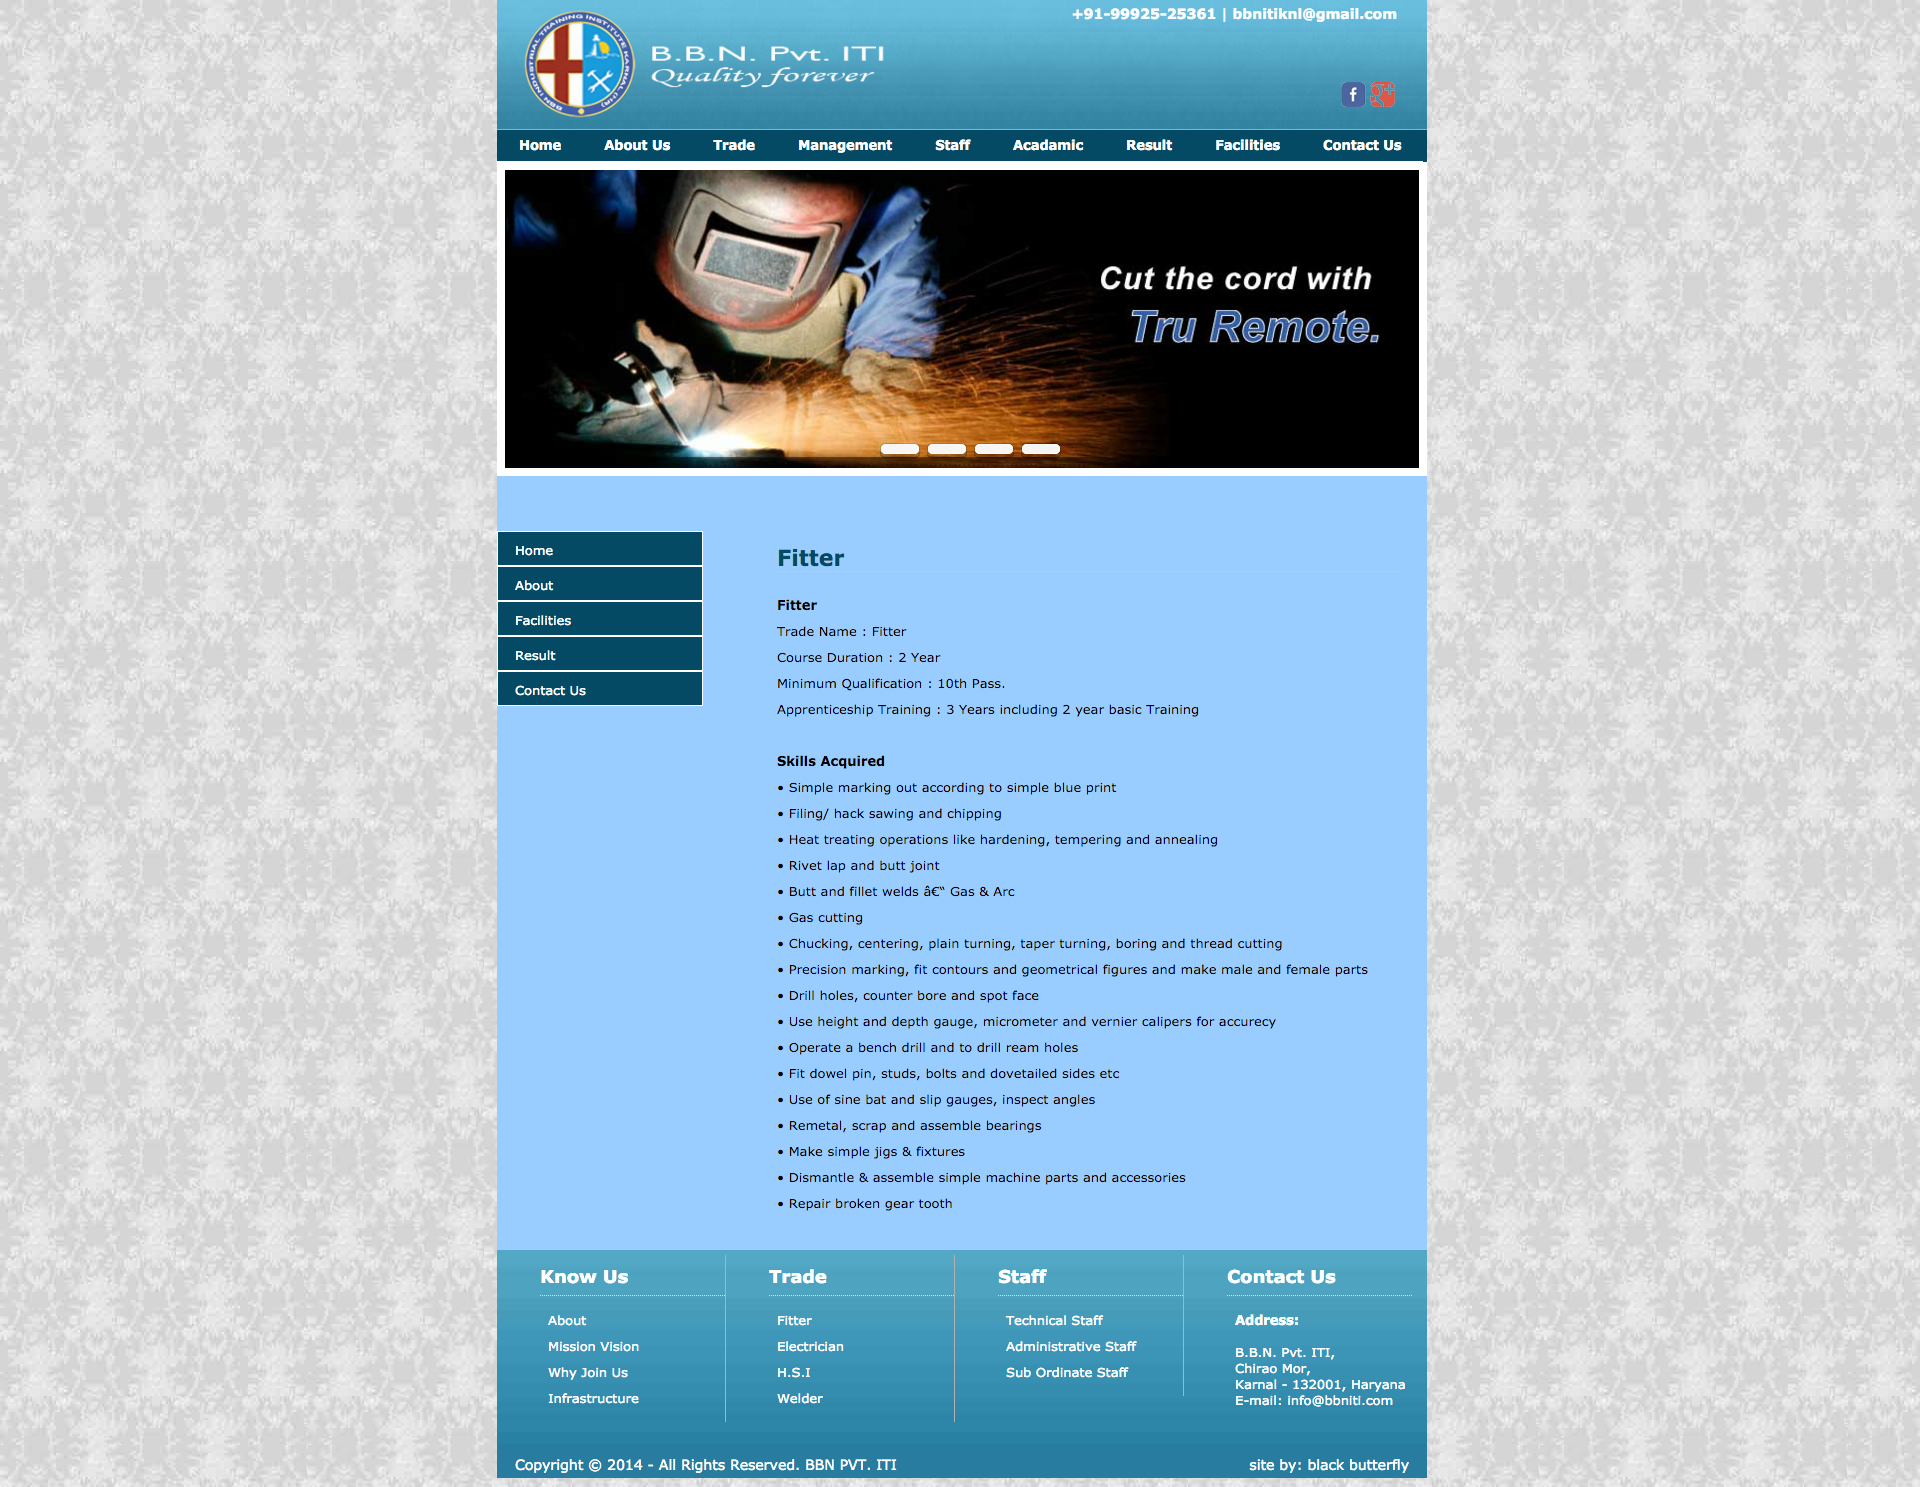 +91-99925-25361 | bbnitiknl@gmail.com
BBN INDUSTRIAL TRAINING INSTITUTE KARNAL (HR)
B.B.N. Pvt. ITI
Quality forever
Home About Us Trade Management Staff Acadamic Result Facilities Contact Us
Cut the cord with
Tru Remote.
Home
About
Facilities
Result
Contact Us
Fitter
Fitter
Trade Name : Fitter
Course Duration : 2 Year
Minimum Qualification : 10th Pass.
Apprenticeship Training : 3 Years including 2 year basic Training
Skills Acquired
• Simple marking out according to simple blue print
• Filing/ hack sawing and chipping
• Heat treating operations like hardening, tempering and annealing
• Rivet lap and butt joint
• Butt and fillet welds â€“ Gas & Arc
• Gas cutting
• Chucking, centering, plain turning, taper turning, boring and thread cutting
• Precision marking, fit contours and geometrical figures and make male and female parts
• Drill holes, counter bore and spot face
• Use height and depth gauge, micrometer and vernier calipers for accurecy
• Operate a bench drill and to drill ream holes
• Fit dowel pin, studs, bolts and dovetailed sides etc
• Use of sine bat and slip gauges, inspect angles
• Remetal, scrap and assemble bearings
• Make simple jigs & fixtures
• Dismantle & assemble simple machine parts and accessories
• Repair broken gear tooth
Know Us
About
Mission Vision
Why Join Us
Infrastructure
Trade
Fitter
Electrician
H.S.I
Welder
Staff
Technical Staff
Administrative Staff
Sub Ordinate Staff
Contact Us
Address:
B.B.N. Pvt. ITI,
Chirao Mor,
Karnal - 132001, Haryana
E-mail: info@bbniti.com
Copyright © 2014 - All Rights Reserved. BBN PVT. ITI
site by: black butterfly